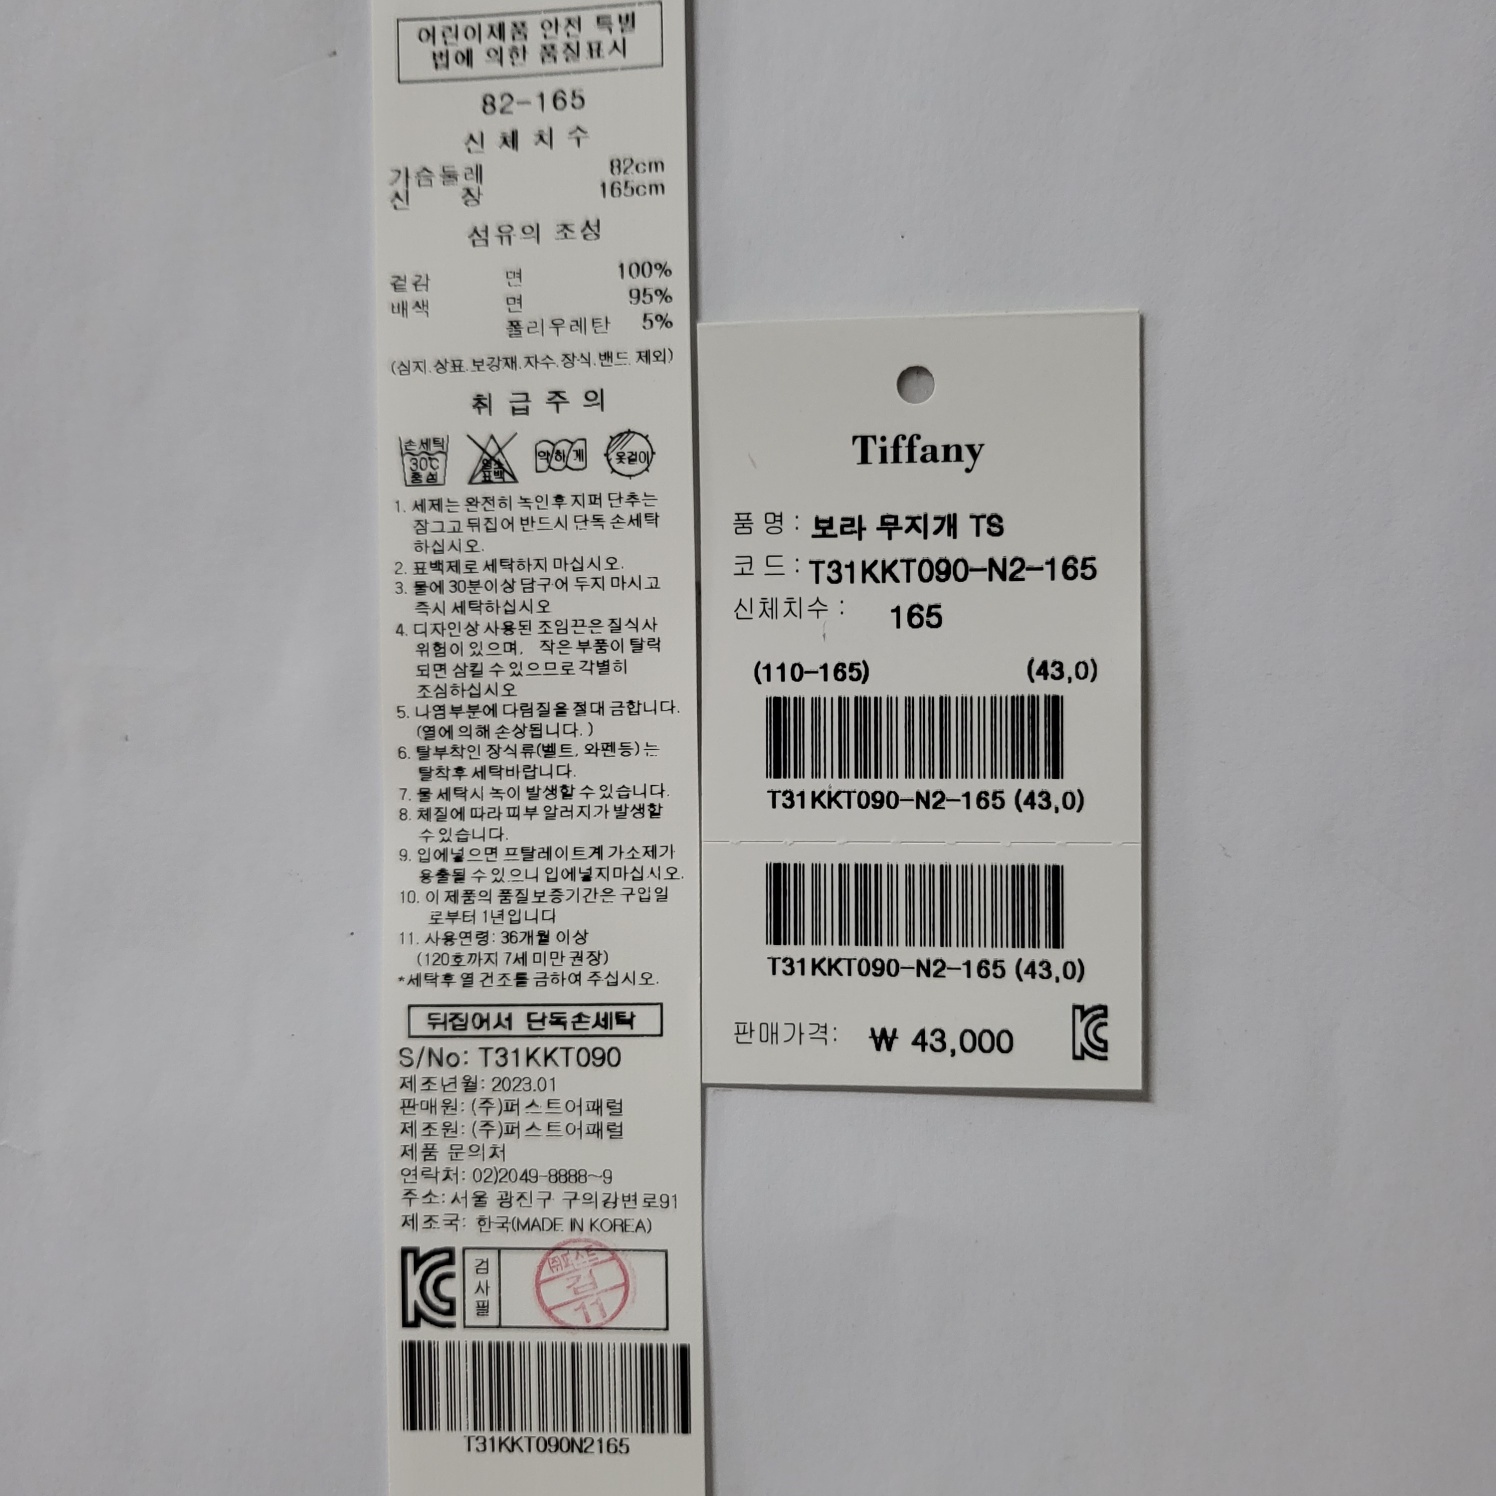 어린이제품 안전 특별
법에 의한 품질표시
82-165
신 체 치 수
가슴둘레 82cm
신 장 165cm
섬유의 조성
겉감 면 100%
배색 면 95%
폴리우레탄 5%
(심지.상표.보강재.자수.장식.밴드 제외)
취 급 주 의
손세탁 30℃ 중성
염소 표백
약하게
옷걸이
1. 세제는 완전히 녹인후 지퍼 단추는
잠그고 뒤집어 반드시 단독 손세탁
하십시오.
2. 표백제로 세탁하지 마십시오.
3. 물에 30분이상 담구어 두지 마시고
즉시 세탁하십시오
4. 디자인상 사용된 조임끈은 질식사
위험이 있으며, 작은 부품이 탈락
되면 삼킬 수 있으므로 각별히
조심하십시오
5. 나염부분에 다림질을 절대 금합니다.
(열에 의해 손상됩니다.)
6. 탈부착인 장식류(벨트, 와펜등)는
탈착후 세탁바랍니다.
7. 물 세탁시 녹이 발생할 수 있습니다.
8. 체질에 따라 피부 알러지가 발생할
수 있습니다.
9. 입에넣으면 프탈레이트계 가소제가
용출될 수 있으니 입에넣지마십시오.
10. 이 제품의 품질보증기간은 구입일
로부터 1년입니다
11. 사용연령: 36개월 이상
(120호까지 7세 미만 권장)
*세탁후 열 건조를 금하여 주십시오.
뒤집어서 단독손세탁
S/No: T31KKT090
제조년월: 2023.01
판매원: (주)퍼스트어패럴
제조원: (주)퍼스트어패럴
제품 문의처
연락처: 02)2049-8888~9
주소: 서울 광진구 구의강변로91
제조국: 한국(MADE IN KOREA)
KC
검사필
(주)퍼스트
검
11
T31KKT090N2165
Tiffany
품 명 : 보라 무지개 TS
코 드 : T31KKT090-N2-165
신체치수 : 165
(110-165) (43,0)
T31KKT090-N2-165 (43,0)
T31KKT090-N2-165 (43,0)
판매가격: ₩ 43,000
KC